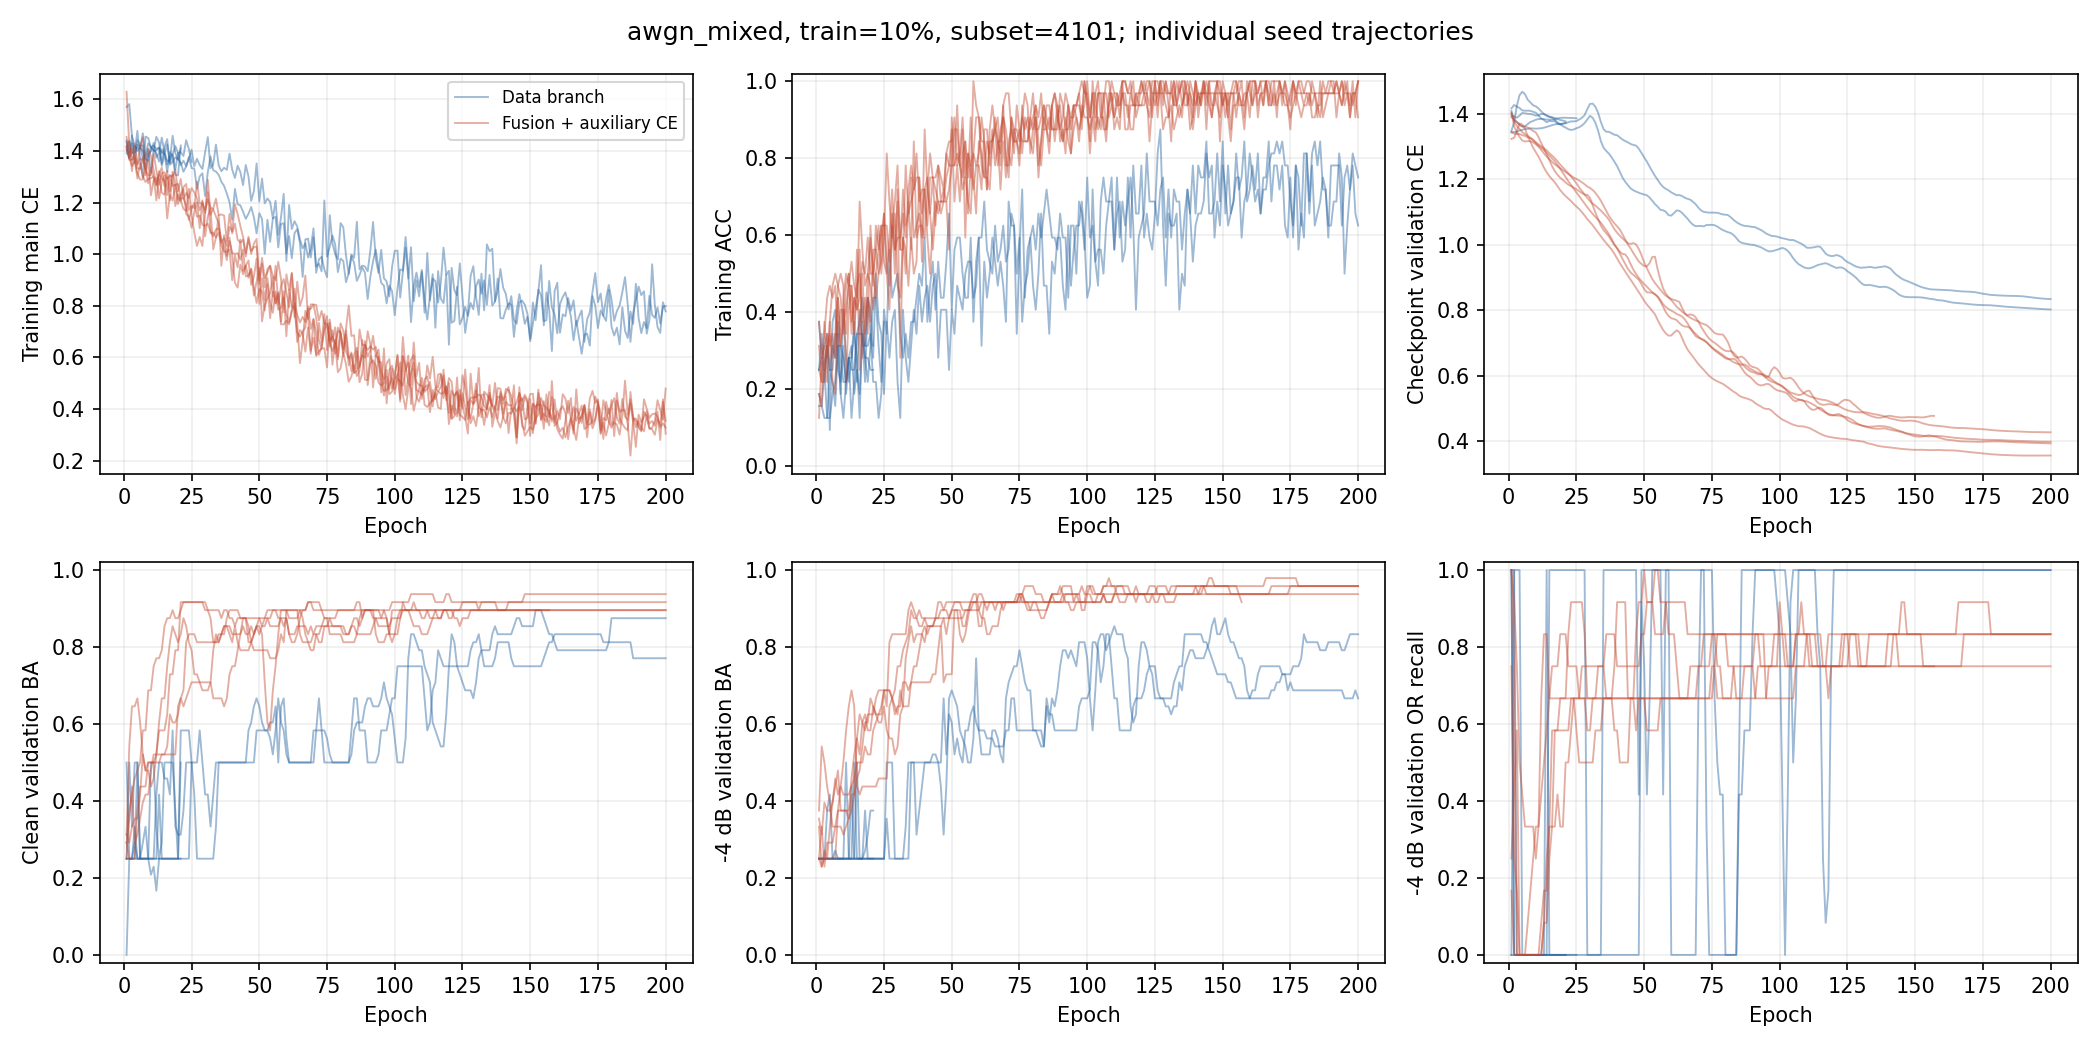 awgn_mixed, train=10%, subset=4101; individual seed trajectories
Training main CE
1.6
1.4
1.2
1.0
0.8
0.6
0.4
0.2
Data branch
Fusion + auxiliary CE
0 25 50 75 100 125 150 175 200
Epoch
Training ACC
1.0
0.8
0.6
0.4
0.2
0.0
0 25 50 75 100 125 150 175 200
Epoch
Checkpoint validation CE
1.4
1.2
1.0
0.8
0.6
0.4
0 25 50 75 100 125 150 175 200
Epoch
Clean validation BA
1.0
0.8
0.6
0.4
0.2
0.0
0 25 50 75 100 125 150 175 200
Epoch
-4 dB validation BA
1.0
0.8
0.6
0.4
0.2
0.0
0 25 50 75 100 125 150 175 200
Epoch
-4 dB validation OR recall
1.0
0.8
0.6
0.4
0.2
0.0
0 25 50 75 100 125 150 175 200
Epoch